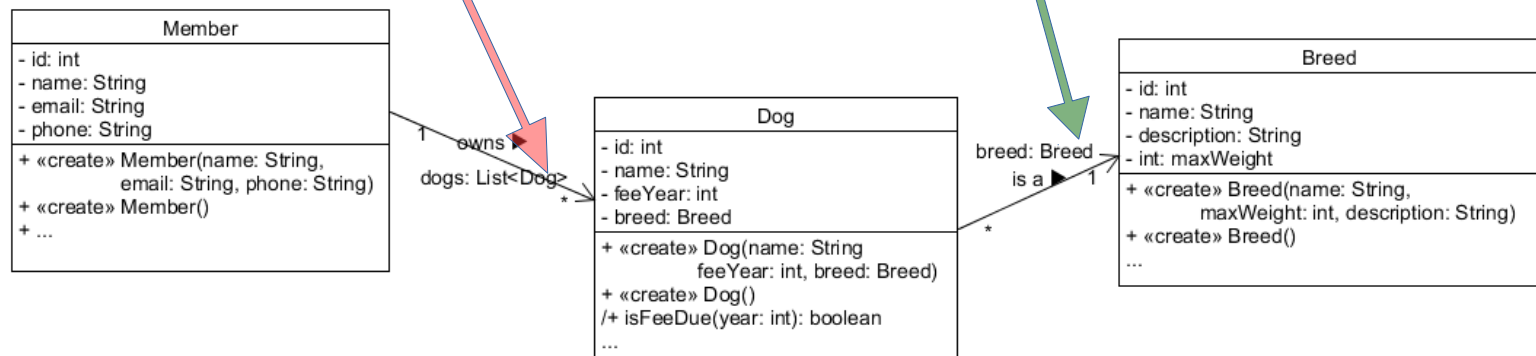 Member
- id: int
- name: String
- email: String
- phone: String
+ «create» Member(name: String,
email: String, phone: String)
+ «create» Member()
+ ...
1
owns
dogs: List<Dog>
*
Dog
- id: int
- name: String
- feeYear: int
- breed: Breed
+ «create» Dog(name: String
feeYear: int, breed: Breed)
+ «create» Dog()
/+ isFeeDue(year: int): boolean
...
breed: Breed
is a
1
*
Breed
- id: int
- name: String
- description: String
- int: maxWeight
+ «create» Breed(name: String,
maxWeight: int, description: String)
+ «create» Breed()
...